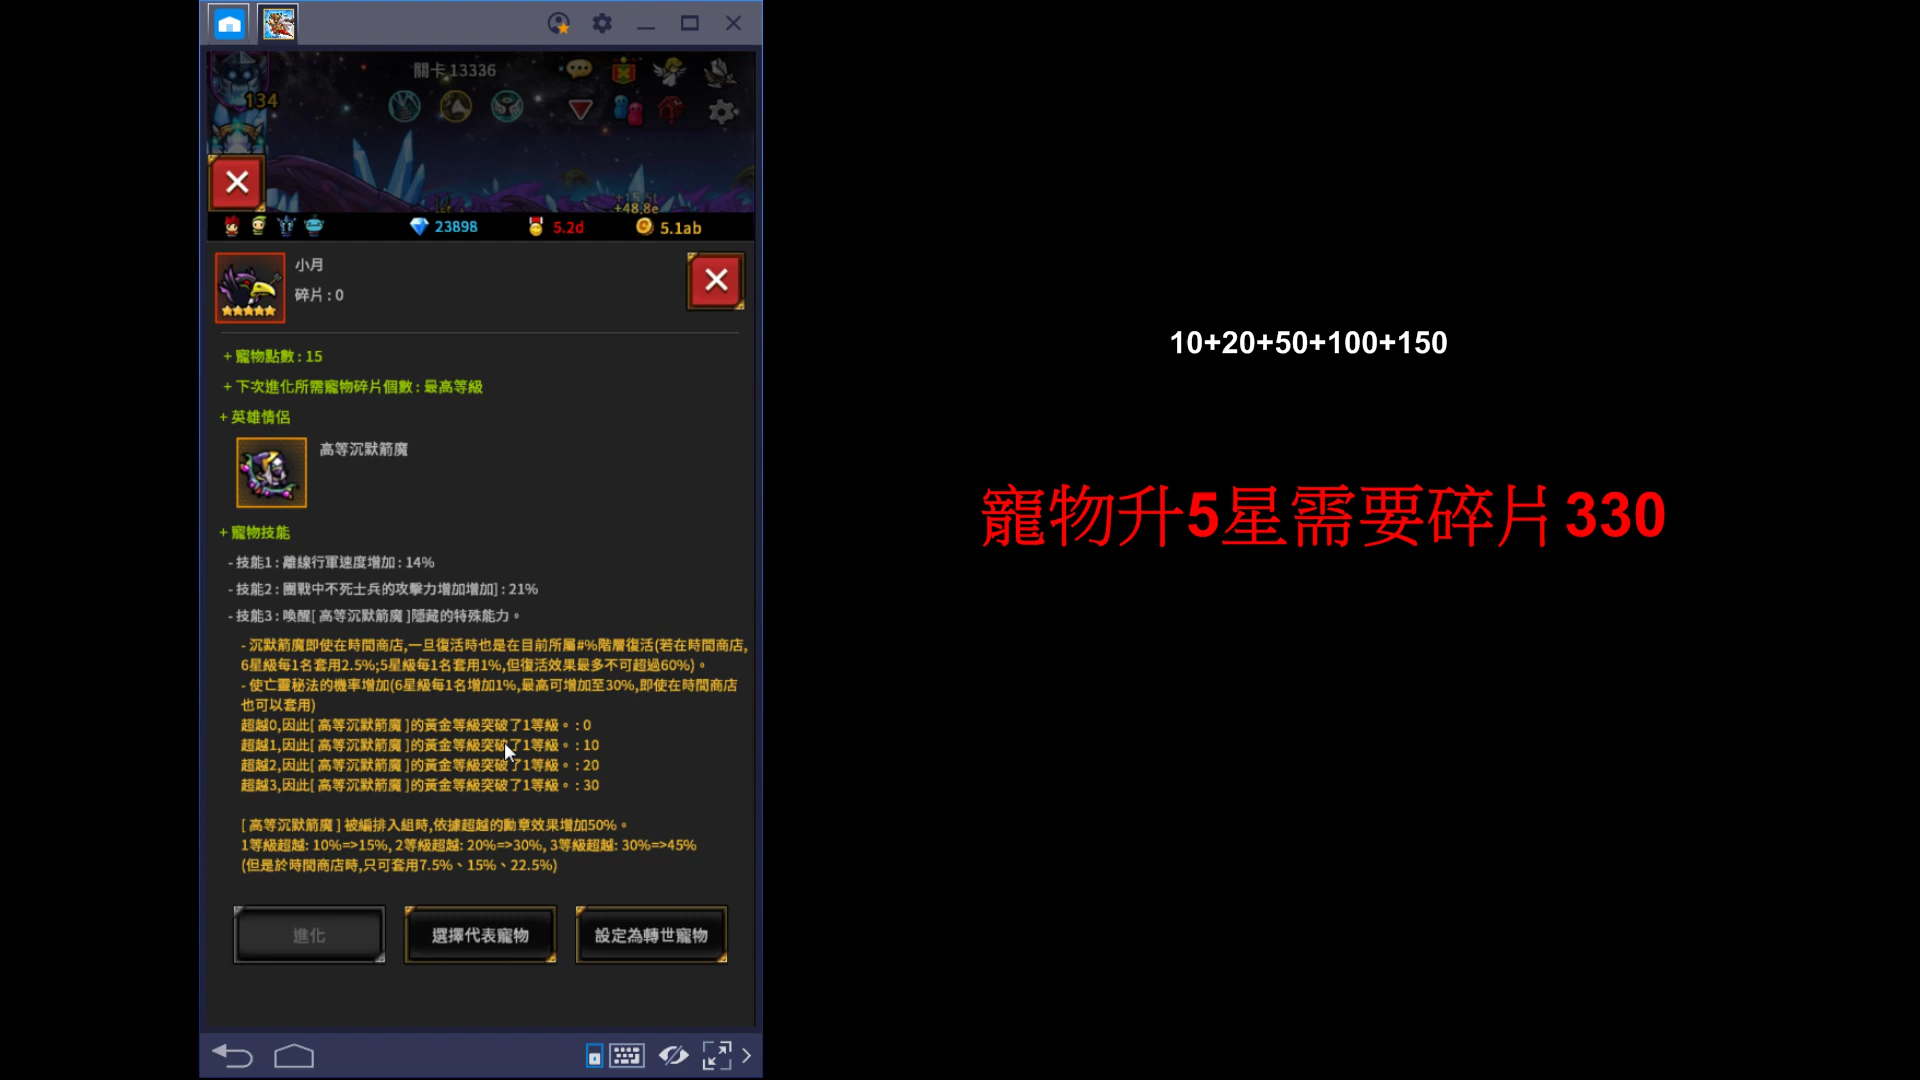 關卡13336
134
+48.8e
23898
5.2d
5.1ab
小月
碎片 : 0
+ 寵物點數 : 15
+ 下次進化所需寵物碎片個數 : 最高等級
+ 英雄情侶
高等沉默箭魔
+ 寵物技能
- 技能1 : 離線行軍速度增加 : 14%
- 技能2 : 團戰中不死士兵的攻擊力增加增加] : 21%
- 技能3 : 喚醒[ 高等沉默箭魔 ]隱藏的特殊能力。
- 沉默箭魔即使在時間商店,一旦復活時也是在目前所屬#%階層復活(若在時間商店,
6星級每1名套用2.5%;5星級每1名套用1%,但復活效果最多不可超過60%)。
- 使亡靈秘法的機率增加(6星級每1名增加1%,最高可增加至30%,即使在時間商店
也可以套用)
超越0,因此[ 高等沉默箭魔 ]的黃金等級突破了1等級。: 0
超越1,因此[ 高等沉默箭魔 ]的黃金等級突破了1等級。: 10
超越2,因此[ 高等沉默箭魔 ]的黃金等級突破了1等級。: 20
超越3,因此[ 高等沉默箭魔 ]的黃金等級突破了1等級。: 30
[ 高等沉默箭魔 ] 被編排入組時,依據超越的勳章效果增加50%。
1等級超越: 10%=>15%, 2等級超越: 20%=>30%, 3等級超越: 30%=>45%
(但是於時間商店時,只可套用7.5%、15%、22.5%)
進化
選擇代表寵物
設定為轉世寵物
10+20+50+100+150
寵物升5星需要碎片330